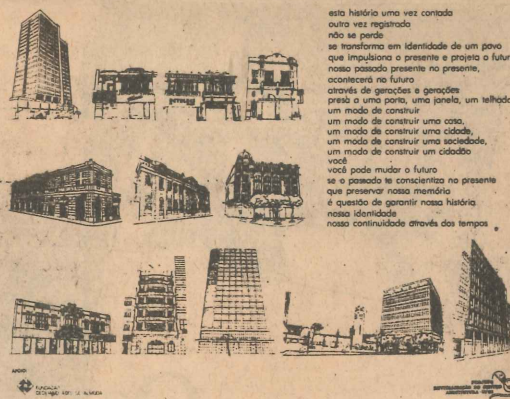 esta história uma vez contada
outra vez registrada
não se perde
se transforma em identidade de um povo
que impulsiona o presente e projeta o futuro
nosso passado presente no presente,
acontecerá no futuro
através de gerações e gerações
presa a uma porta, uma janela, um telhado
um modo de construir
um modo de construir uma casa,
um modo de construir uma cidade,
um modo de construir uma sociedade,
um modo de construir um cidadão
você
você pode mudar o futuro
se o passado te conscientiza no presente
que preservar nossa memória
é questão de garantir nossa história
nossa identidade
nossa continuidade através dos tempos
APOIO
FUNDAÇÃO